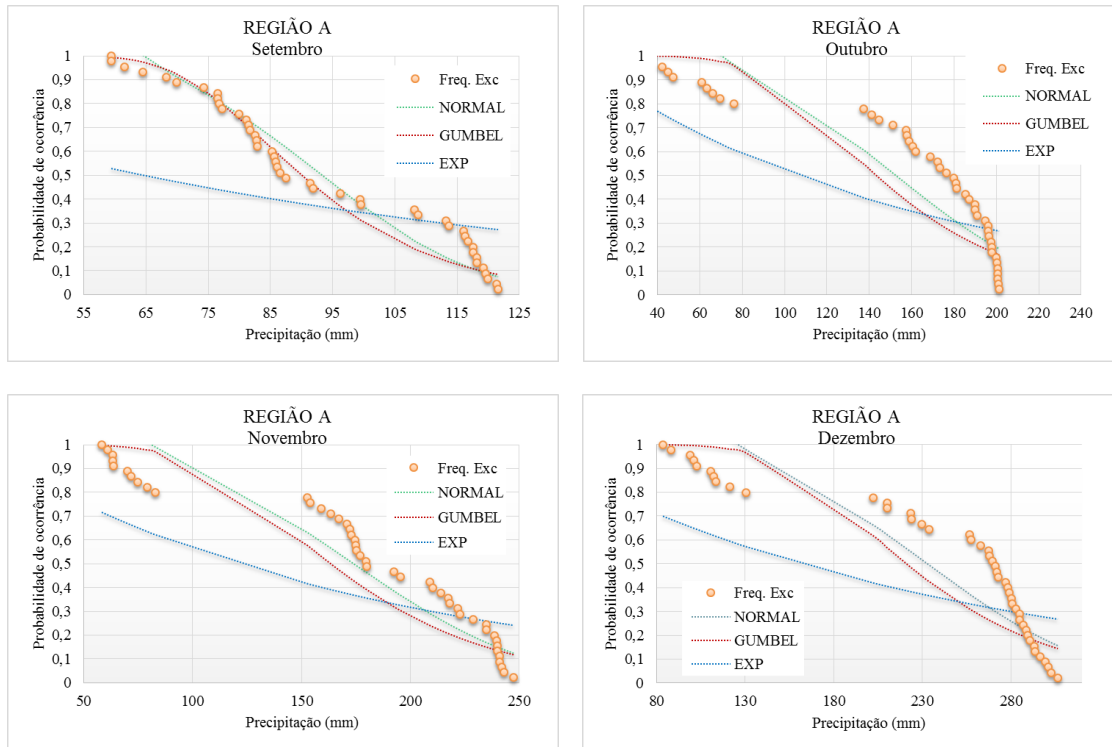 REGIÃO A
Setembro
Probabilidade de ocorrência
1
0,9
0,8
0,7
0,6
0,5
0,4
0,3
0,2
0,1
0
55 65 75 85 95 105 115 125
Precipitação (mm)
Freq. Exc
NORMAL
GUMBEL
EXP
REGIÃO A
Outubro
Probabilidade de ocorrência
1
0,9
0,8
0,7
0,6
0,5
0,4
0,3
0,2
0,1
0
40 60 80 100 120 140 160 180 200 220 240
Precipitação (mm)
Freq. Exc
NORMAL
GUMBEL
EXP
REGIÃO A
Novembro
Probabilidade de ocorrência
1
0,9
0,8
0,7
0,6
0,5
0,4
0,3
0,2
0,1
0
50 100 150 200 250
Precipitação (mm)
Freq. Exc
NORMAL
GUMBEL
EXP
REGIÃO A
Dezembro
Probabilidade de ocorrência
1
0,9
0,8
0,7
0,6
0,5
0,4
0,3
0,2
0,1
0
80 130 180 230 280
Precipitação (mm)
Freq. Exc
NORMAL
GUMBEL
EXP